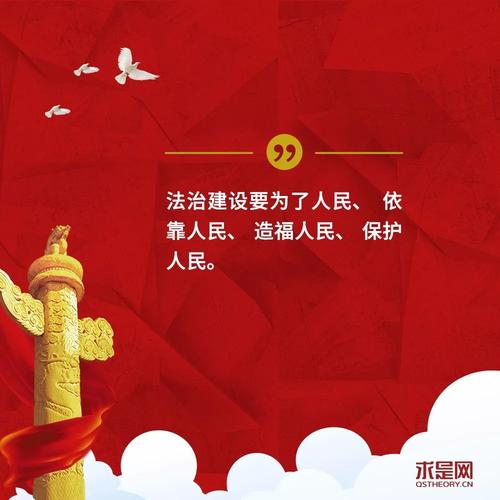 法治建设要为了人民、 依
靠人民、 造福人民、 保护
人民。
求是网
QSTHEORY.CN